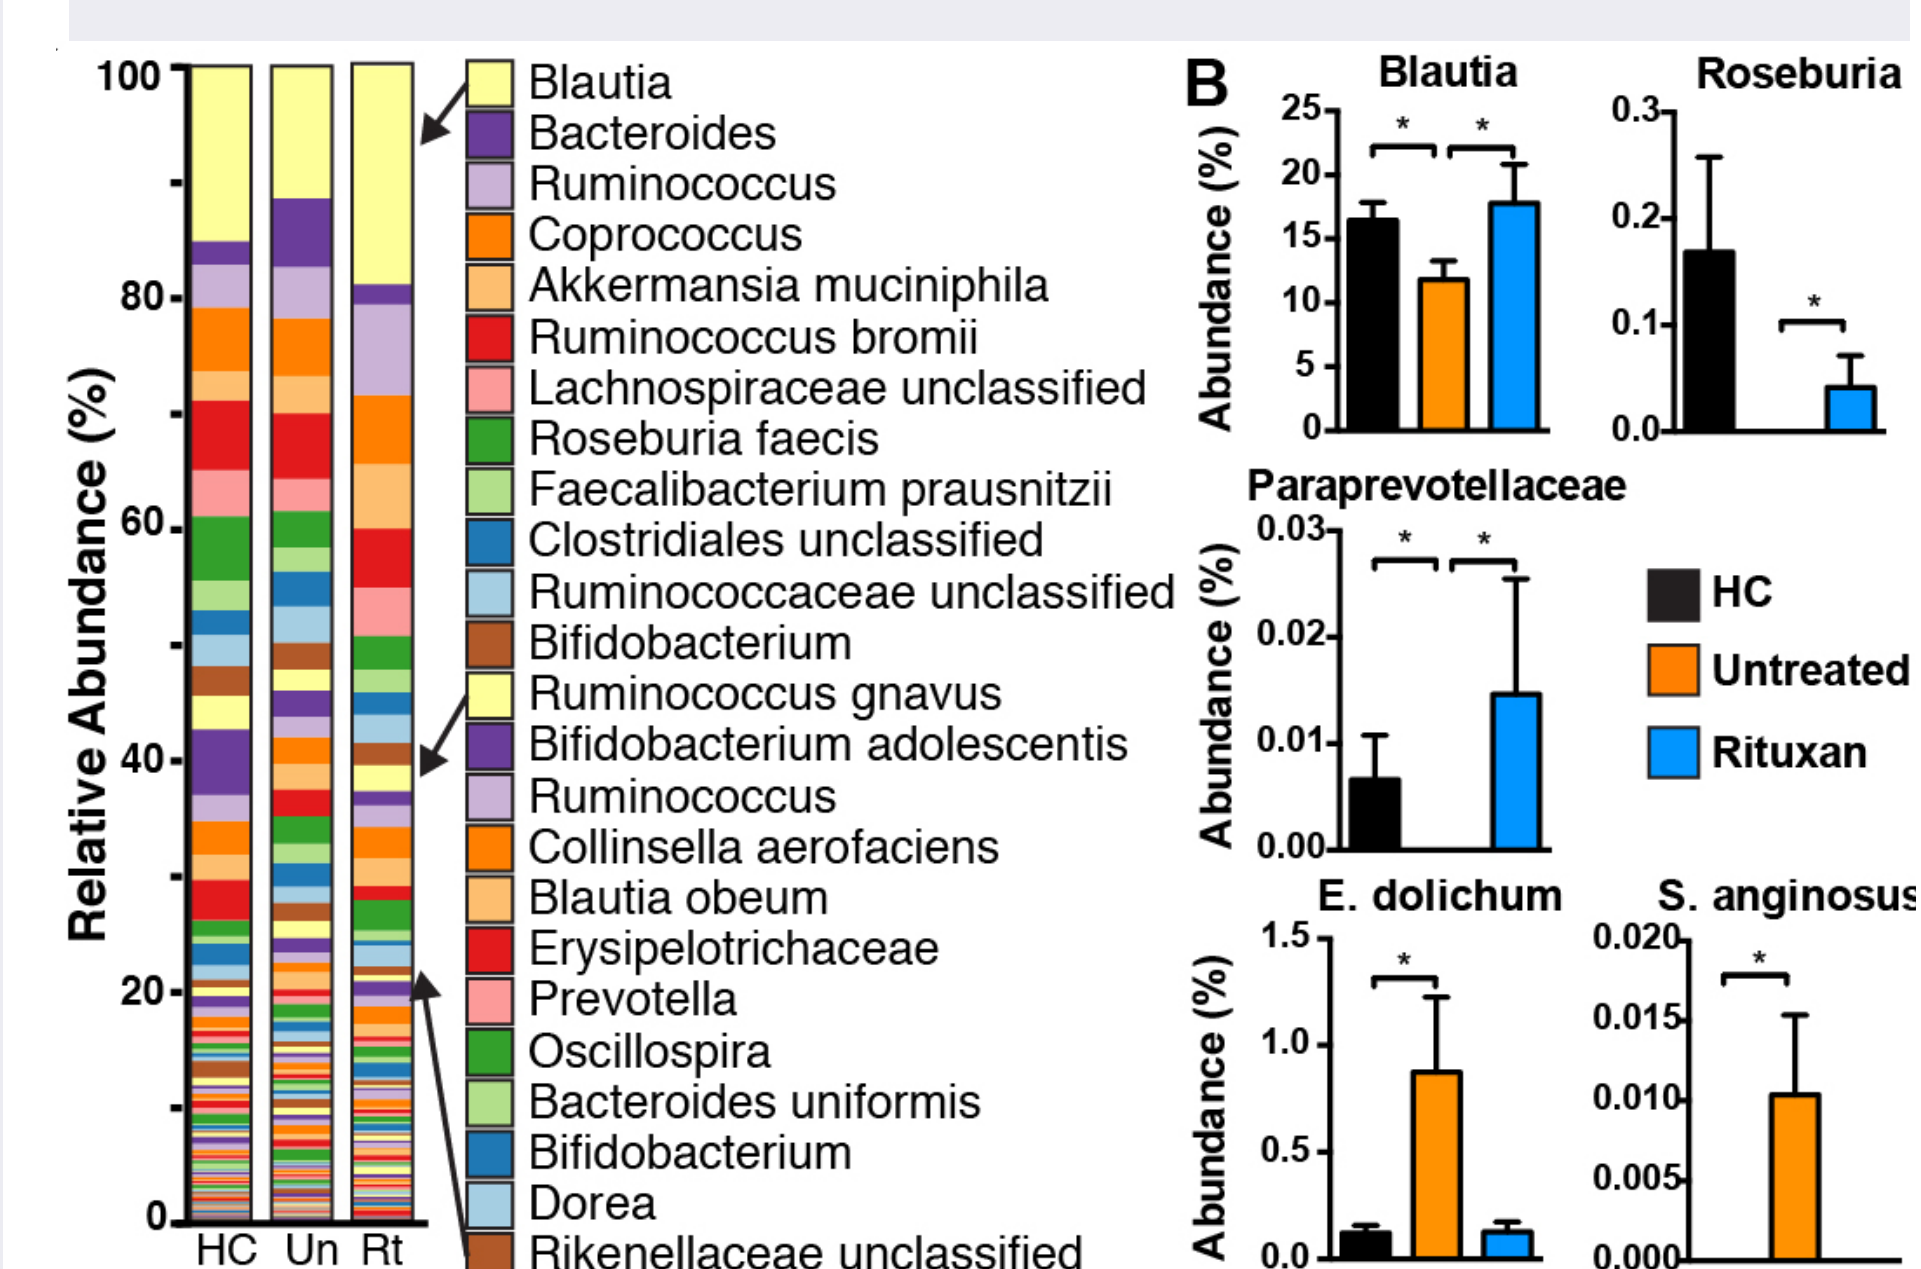 100
80
60
40
20
0
Relative Abundance (%)
HC Un Rt
Blautia
Bacteroides
Ruminococcus
Coprococcus
Akkermansia muciniphila
Ruminococcus bromii
Lachnospiraceae unclassified
Roseburia faecis
Faecalibacterium prausnitzii
Clostridiales unclassified
Ruminococcaceae unclassified
Bifidobacterium
Ruminococcus gnavus
Bifidobacterium adolescentis
Ruminococcus
Collinsella aerofaciens
Blautia obeum
Erysipelotrichaceae
Prevotella
Oscillospira
Bacteroides uniformis
Bifidobacterium
Dorea
Rikenellaceae unclassified
B
Blautia
Abundance (%)
25
20
15
10
5
0
* *
Roseburia
0.3
0.2
0.1
0.0
*
Paraprevotellaceae
Abundance (%)
0.03
0.02
0.01
0.00
* *
HC
Untreated
Rituxan
E. dolichum
Abundance (%)
1.5
1.0
0.5
0.0
*
S. anginosus
0.020
0.015
0.010
0.005
0.000
*